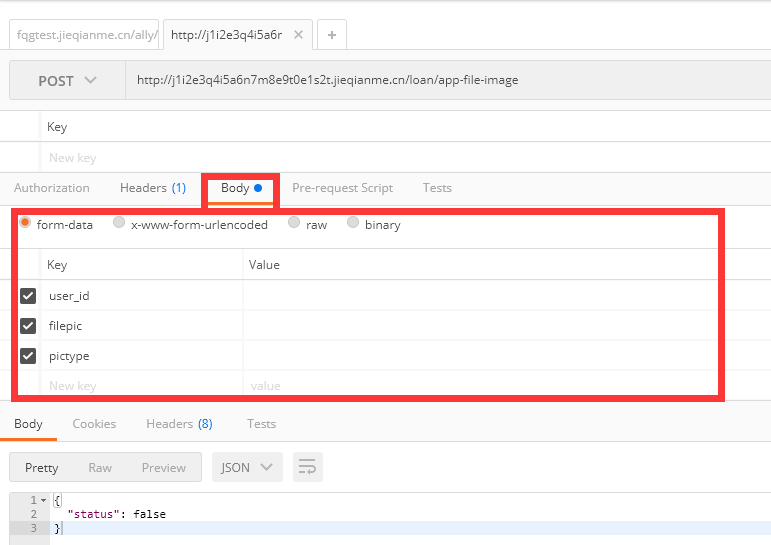 fqgtest.jieqianme.cn/ally/ http://j1i2e3q4i5a6r × +
POST http://j1i2e3q4i5a6n7m8e9t0e1s2t.jieqianme.cn/loan/app-file-image
Key
New key
Authorization Headers (1) Body Pre-request Script Tests
form-data x-www-form-urlencoded raw binary
Key Value
user_id
filepic
pictype
New key value
Body Cookies Headers (8) Tests
Pretty Raw Preview JSON
1 {
2 "status": false
3 }